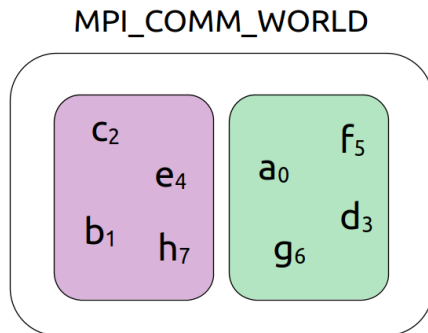 MPI_COMM_WORLD
c₂
e₄
b₁
h₇
a₀
f₅
d₃
g₆